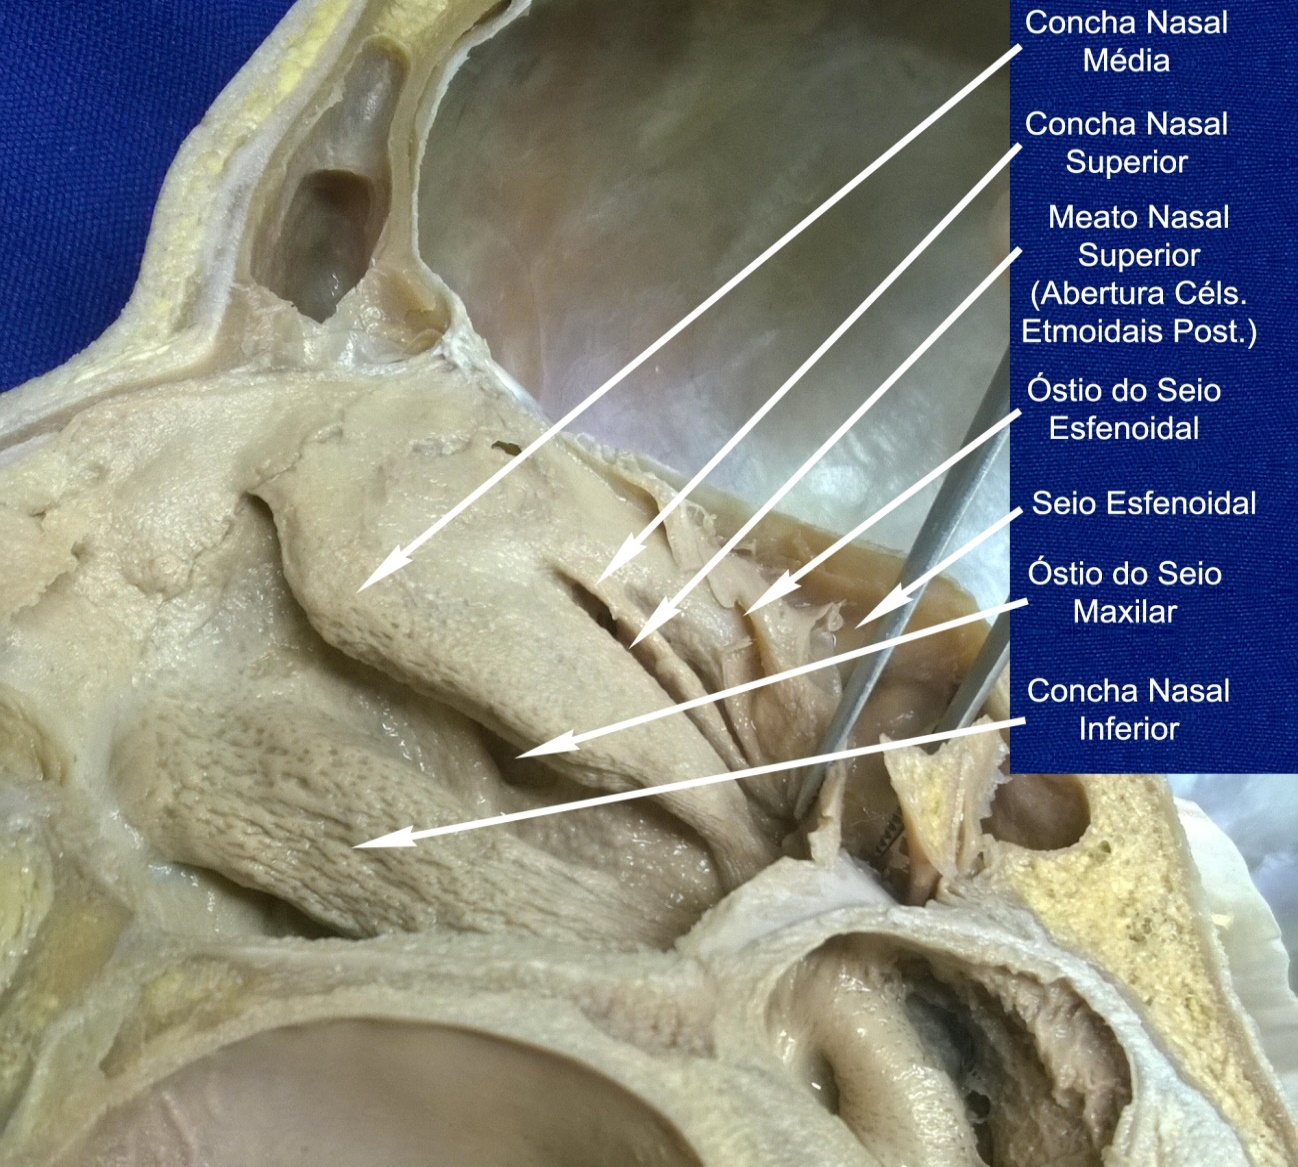 Concha Nasal
Média
Concha Nasal
Superior
Meato Nasal
Superior
(Abertura Céls.
Etmoidais Post.)
Óstio do Seio
Esfenoidal
Seio Esfenoidal
Óstio do Seio
Maxilar
Concha Nasal
Inferior